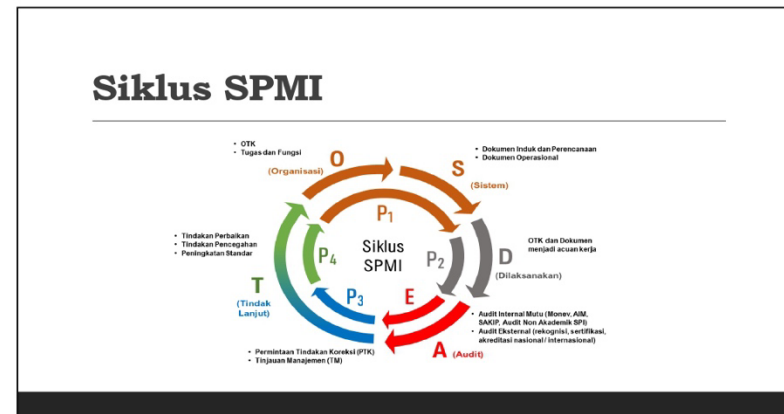 Siklus SPMI
• OTK
• Tugas dan Fungsi
O
(Organisasi)
• Dokumen Induk dan Perencanaan
• Dokumen Operasional
S
(Sistem)
P1
• Tindakan Perbaikan
• Tindakan Pencegahan
• Peningkatan Standar
P4
Siklus
SPMI
P2
D
(Dilaksanakan)
OTK dan Dokumen
menjadi acuan kerja
T
(Tindak
Lanjut)
P3
E
• Audit Internal Mutu (Monev, AIM,
SAKIP, Audit Non Akademik SPI)
• Audit Eksternal (rekognisi, sertifikasi,
akreditasi nasional/ internasional)
A (Audit)
• Permintaan Tindakan Koreksi (PTK)
• Tinjauan Manajemen (TM)